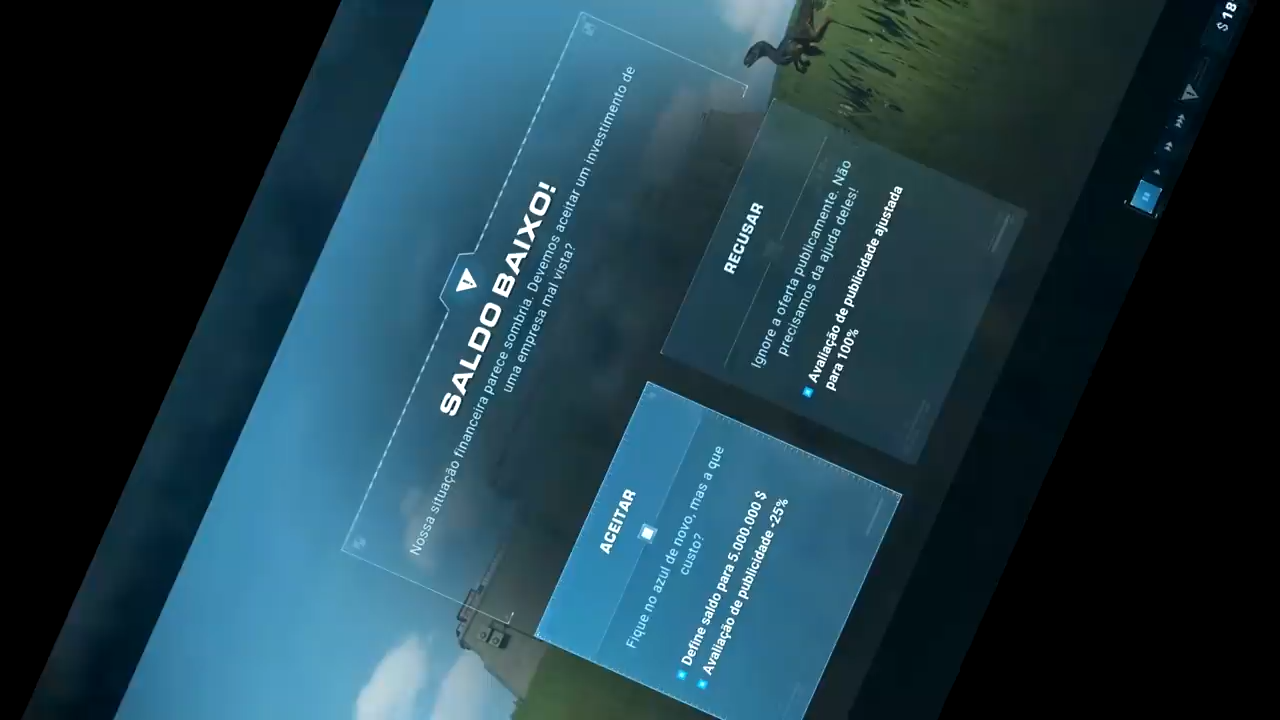 SALDO BAIXO!
Nossa situação financeira parece sombria. Devemos aceitar um investimento de
uma empresa mal vista?
ACEITAR
Fique no azul de novo, mas a que
custo?
Define saldo para 5.000.000 $
Avaliação de publicidade -25%
RECUSAR
Ignore a oferta publicamente. Não
precisamos da ajuda deles!
Avaliação de publicidade ajustada
para 100%
$ 18